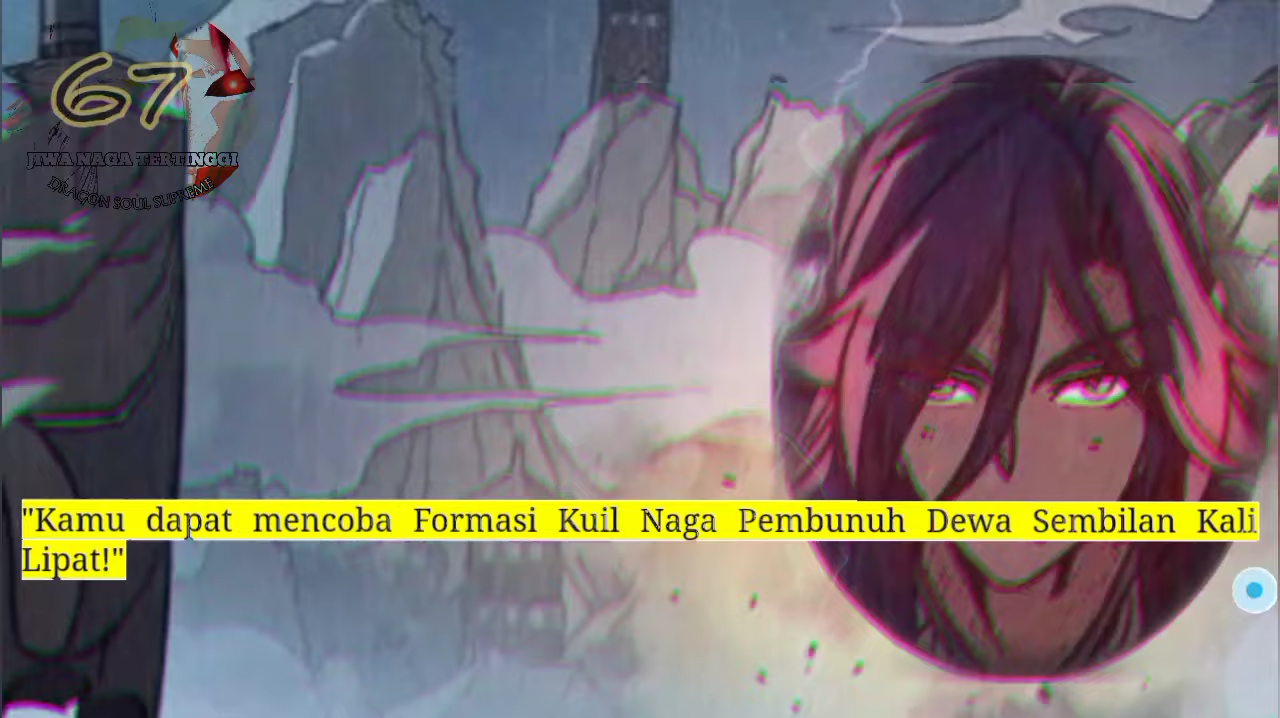 67
JIWA NAGA TERTINGGI
DRAGON SOUL SUPREME
"Kamu dapat mencoba Formasi Kuil Naga Pembunuh Dewa Sembilan Kali
Lipat!"